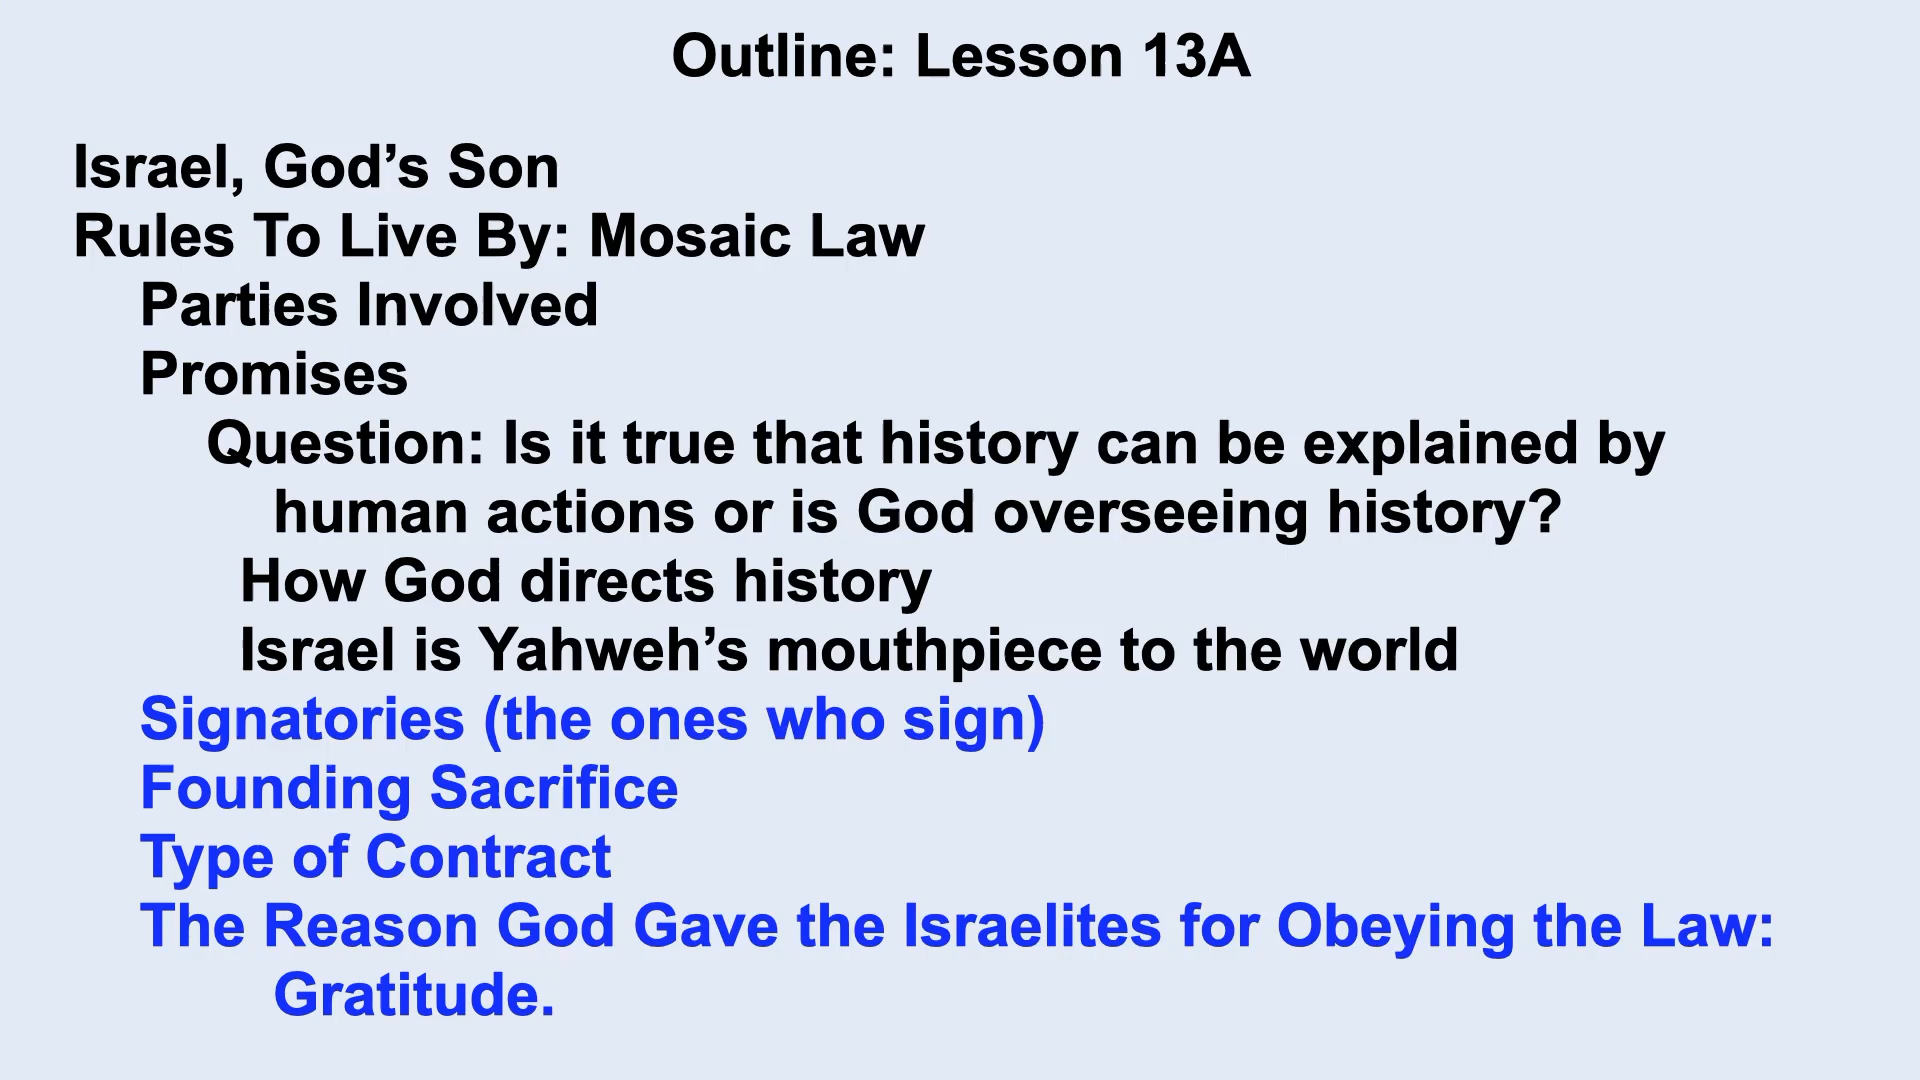 Outline: Lesson 13A
Israel, God’s Son
Rules To Live By: Mosaic Law
Parties Involved
Promises
Question: Is it true that history can be explained by
human actions or is God overseeing history?
How God directs history
Israel is Yahweh’s mouthpiece to the world
Signatories (the ones who sign)
Founding Sacrifice
Type of Contract
The Reason God Gave the Israelites for Obeying the Law:
Gratitude.